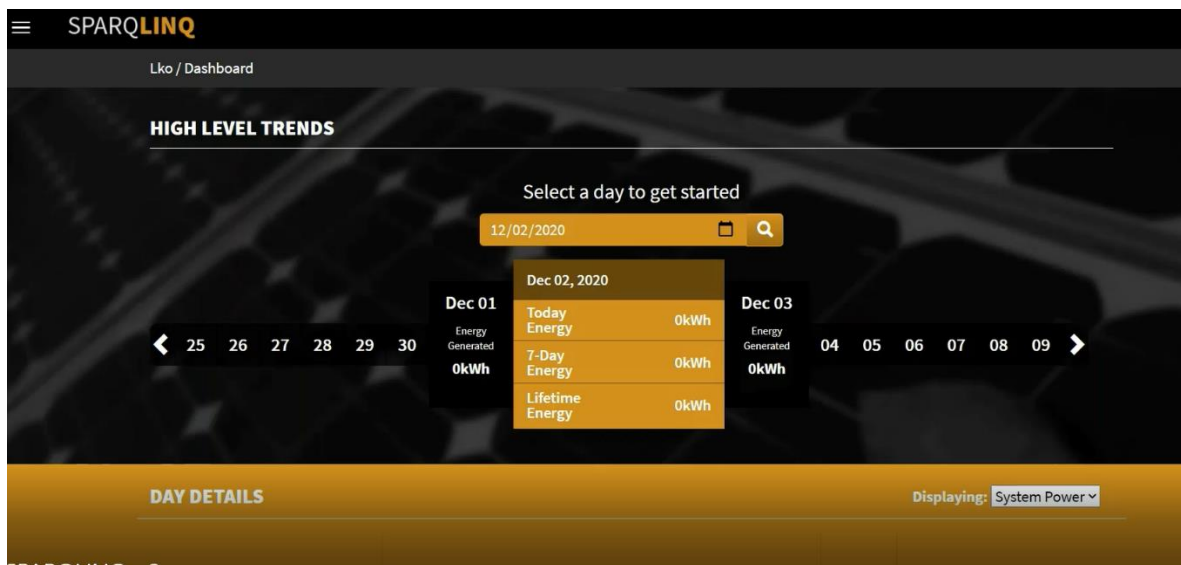 SPARQLINQ
Lko / Dashboard
HIGH LEVEL TRENDS
Select a day to get started
12/02/2020
Dec 02, 2020
Dec 01
Energy
Generated
0kWh
Today
Energy 0kWh
7-Day
Energy 0kWh
Lifetime
Energy 0kWh
Dec 03
Energy
Generated
0kWh
25 26 27 28 29 30
04 05 06 07 08 09
DAY DETAILS
Displaying: System Power